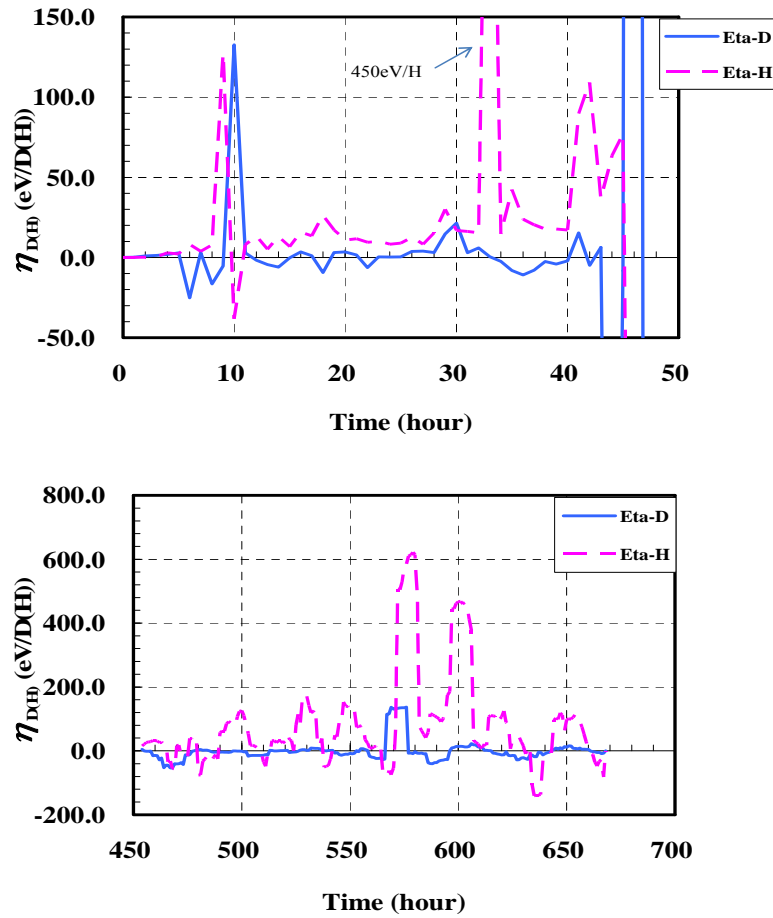 150.0
100.0
50.0
0.0
-50.0
η D(H) (eV/D(H))
450eV/H
Eta-D
Eta-H
0 10 20 30 40 50
Time (hour)
800.0
600.0
400.0
200.0
0.0
-200.0
η D(H) (eV/D(H))
Eta-D
Eta-H
450 500 550 600 650 700
Time (hour)